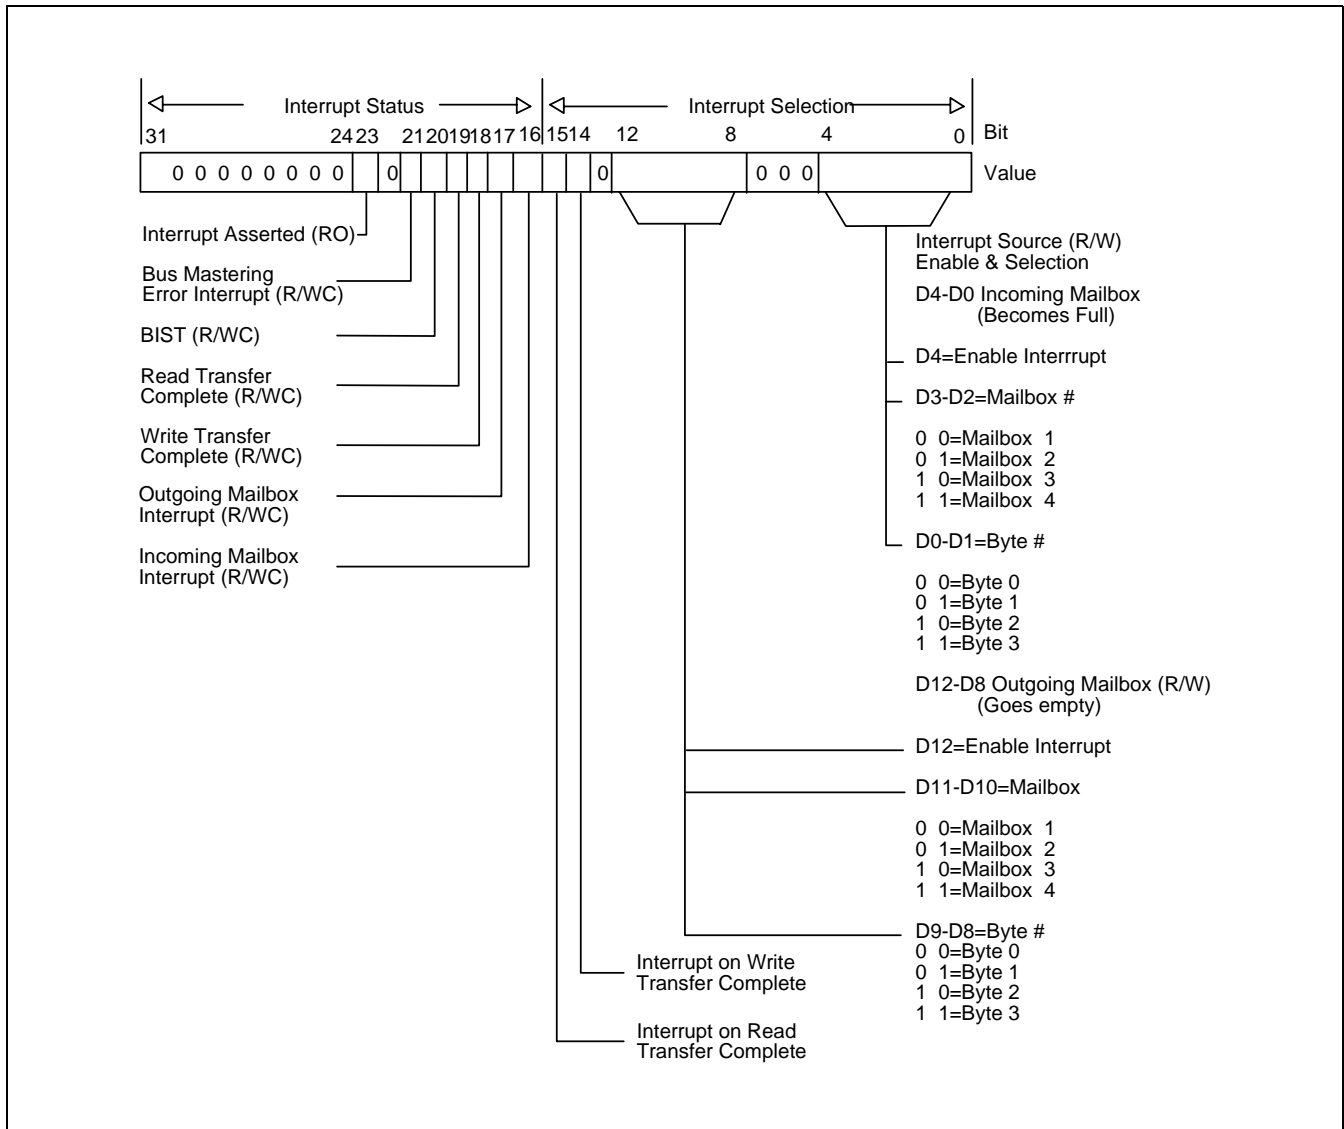 Interrupt Status Interrupt Selection
31 24 23 21 20 19 18 17 16 15 14 12 8 4 0 Bit
0 0 0 0 0 0 0 0 0 0 0 0 0 Value
Interrupt Asserted (RO)
Bus Mastering
Error Interrupt (R/WC)
BIST (R/WC)
Read Transfer
Complete (R/WC)
Write Transfer
Complete (R/WC)
Outgoing Mailbox
Interrupt (R/WC)
Incoming Mailbox
Interrupt (R/WC)
Interrupt Source (R/W)
Enable & Selection
D4-D0 Incoming Mailbox
(Becomes Full)
D4=Enable Interrrupt
D3-D2=Mailbox #
0 0=Mailbox 1
0 1=Mailbox 2
1 0=Mailbox 3
1 1=Mailbox 4
D0-D1=Byte #
0 0=Byte 0
0 1=Byte 1
1 0=Byte 2
1 1=Byte 3
D12-D8 Outgoing Mailbox (R/W)
(Goes empty)
D12=Enable Interrupt
D11-D10=Mailbox
0 0=Mailbox 1
0 1=Mailbox 2
1 0=Mailbox 3
1 1=Mailbox 4
D9-D8=Byte #
0 0=Byte 0
0 1=Byte 1
1 0=Byte 2
1 1=Byte 3
Interrupt on Write
Transfer Complete
Interrupt on Read
Transfer Complete